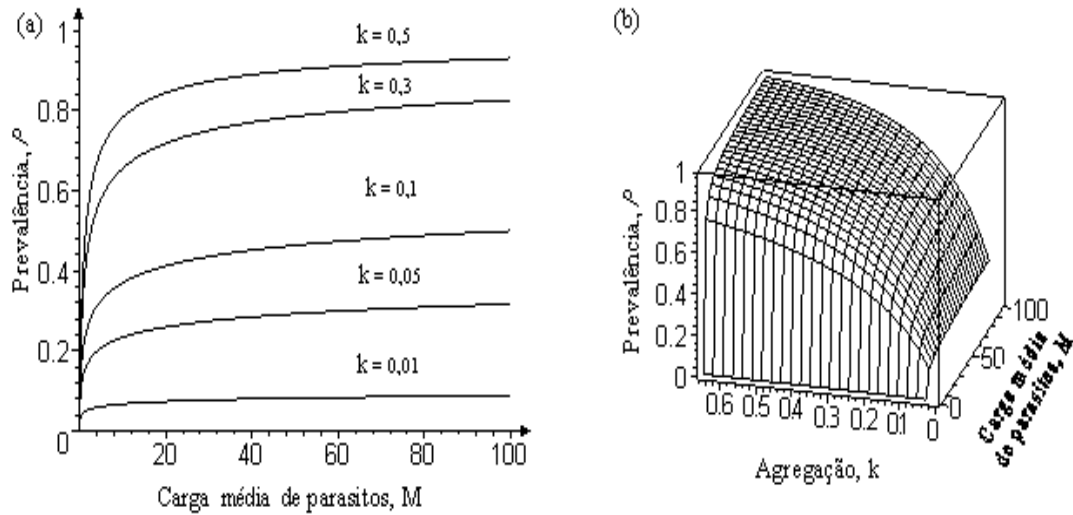 (a)
1
0.8
0.6
0.4
0.2
0
20
40
60
80
100
k = 0,5
k = 0,3
k = 0,1
k = 0,05
k = 0,01
Prevalência., ρ
Carga média de parasitos, M
(b)
1
0.8
0.6
0.4
0.2
0
0.6
0.5
0.4
0.3
0.2
0.1
0
0
50
100
Prevalência., ρ
Agregação, k
Carga média
de parasitos, M